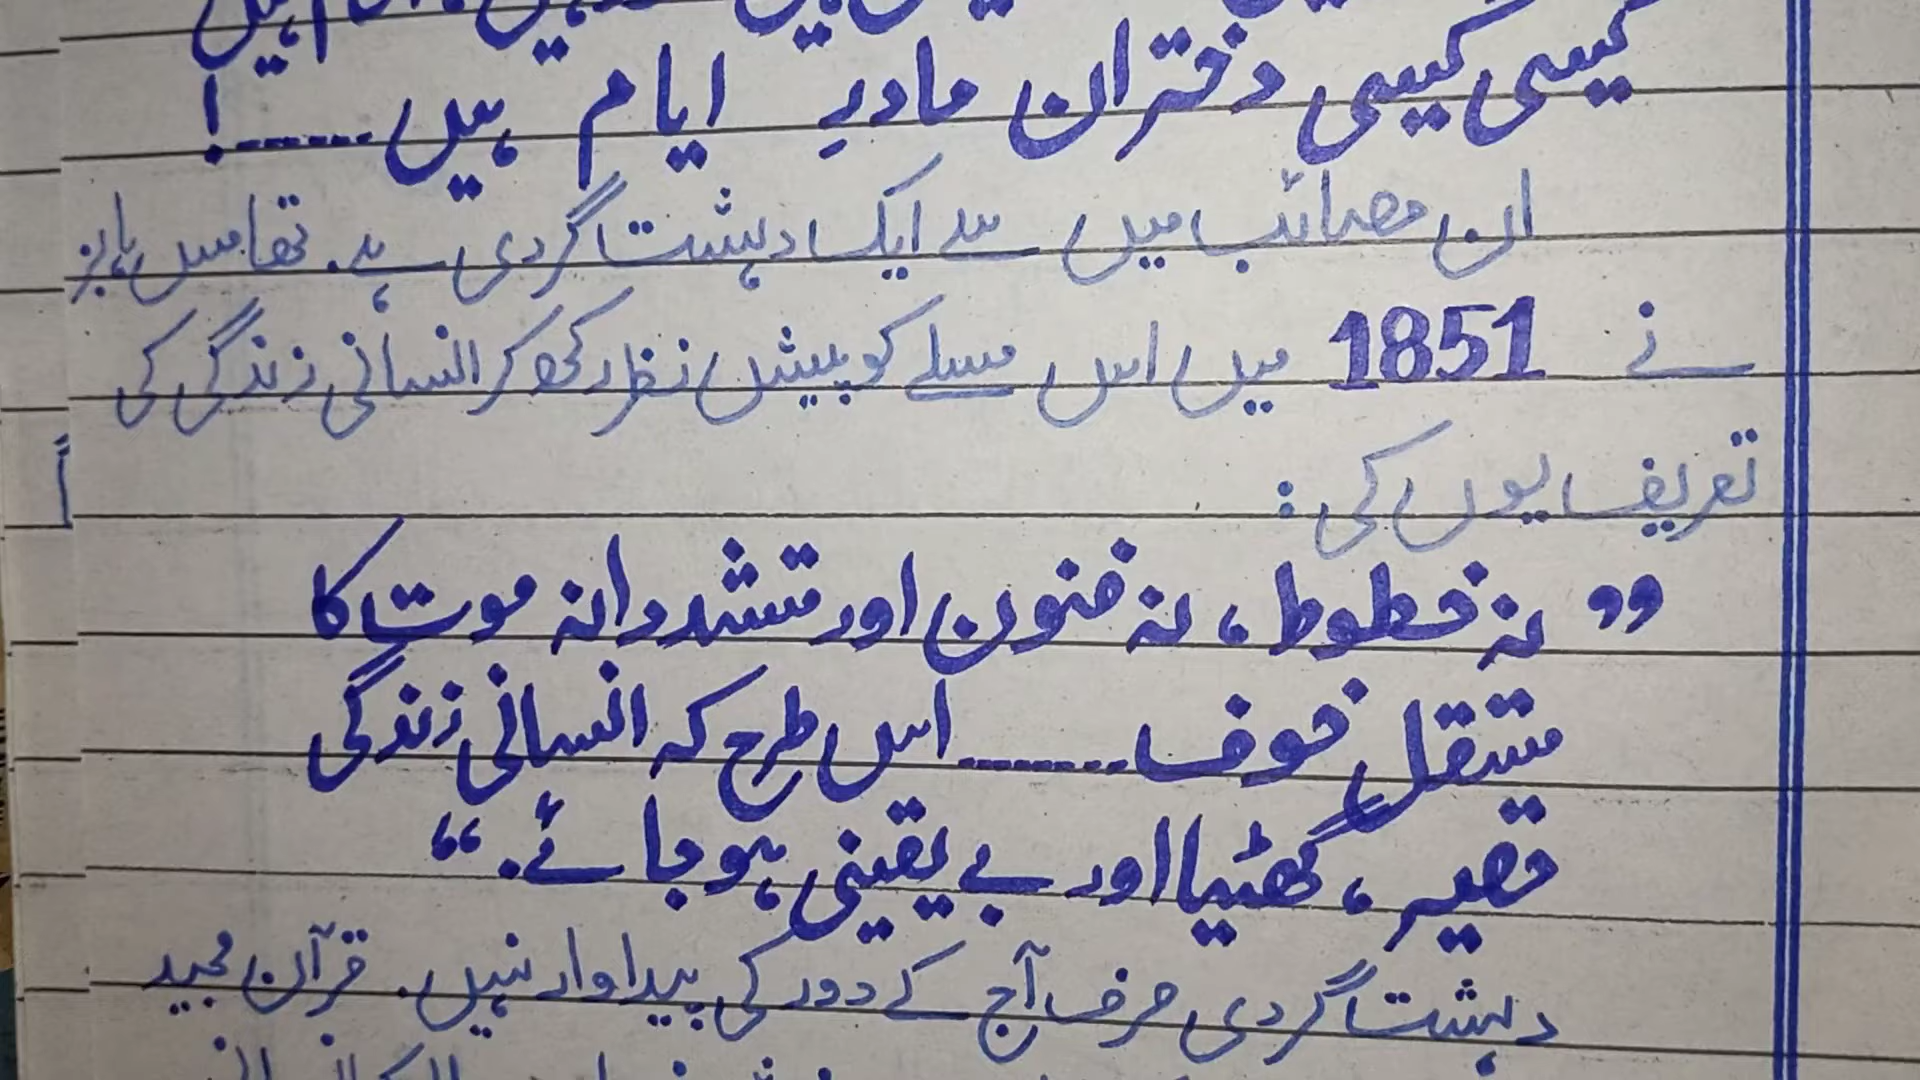 کیسی کیسی دختران مادرِ ایام ہیں......!
ان مصائب میں سے ایک دہشت گردی ہے۔ تھامس ہابز
نے 1851 میں اس مسلے کو پیش نظر رکھ کر انسانی زندگی کی
تعریف یوں کی:
”نہ خطوط، نہ فنون اور متشددانہ موت کا
مستقل خوف........ اس طرح کہ انسانی زندگی
قصیر، گھٹیا اور بے یقینی ہو جائے۔“
دہشت گردی صرف آج کے دور کی پیداوار نہیں۔ قرآن مجید